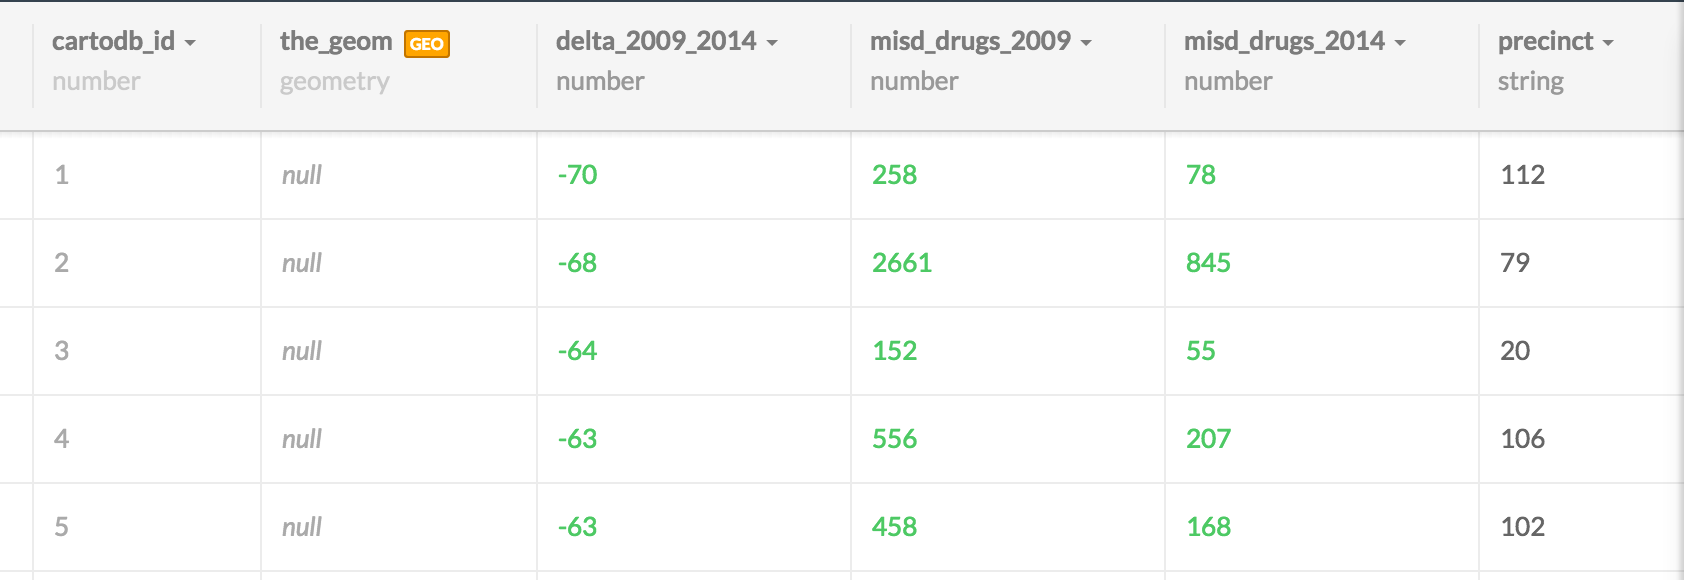 cartodb_id the_geom GEO delta_2009_2014 misd_drugs_2009 misd_drugs_2014 precinct
number geometry number number number string
1 null -70 258 78 112
2 null -68 2661 845 79
3 null -64 152 55 20
4 null -63 556 207 106
5 null -63 458 168 102